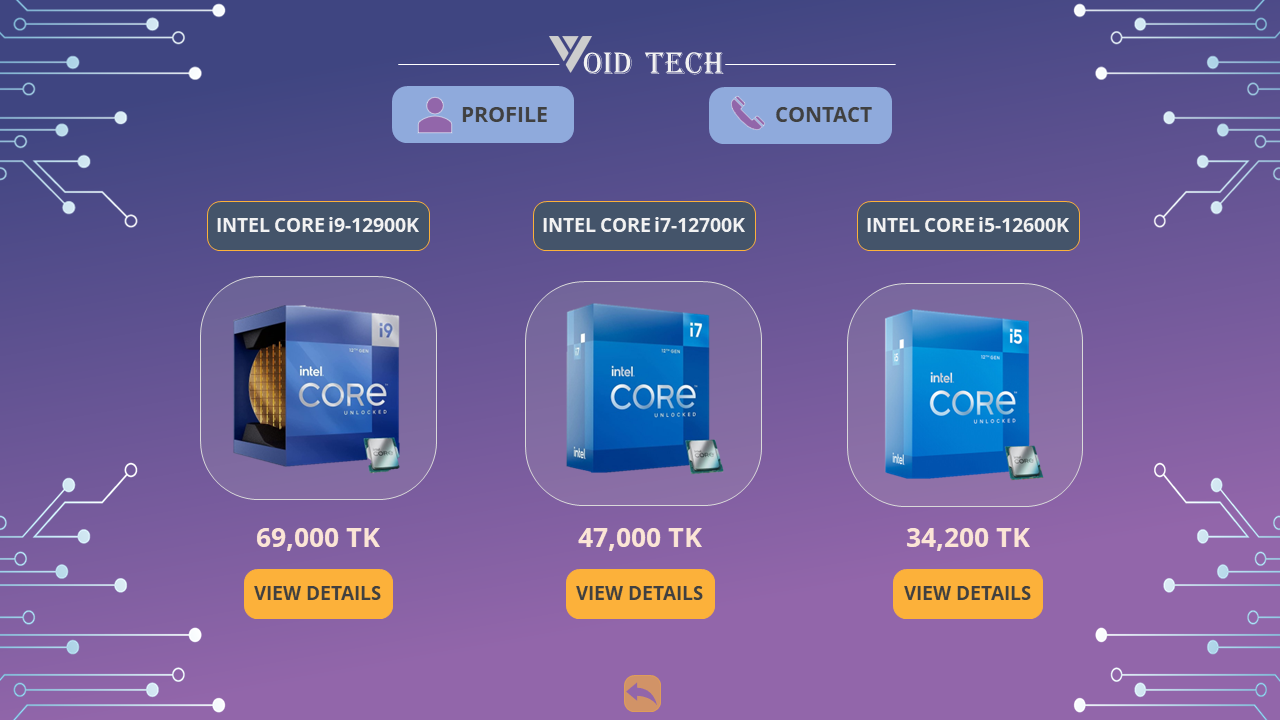 VOID TECH
PROFILE
CONTACT
INTEL CORE i9-12900K
INTEL CORE i7-12700K
INTEL CORE i5-12600K
i9
12TH GEN
intel
CORE
UNLOCKED
i7
i7
12TH GEN
intel
CORE
UNLOCKED
intel
i5
i5
12TH GEN
intel
CORE
UNLOCKED
intel
69,000 TK
47,000 TK
34,200 TK
VIEW DETAILS
VIEW DETAILS
VIEW DETAILS